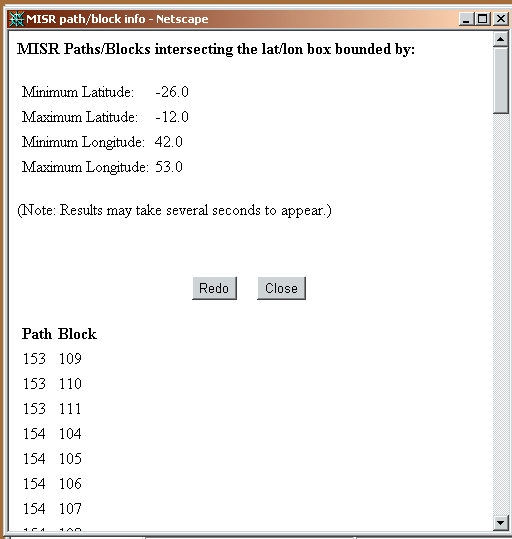 MISR path/block info - Netscape
MISR Paths/Blocks intersecting the lat/lon box bounded by:
Minimum Latitude: -26.0
Maximum Latitude: -12.0
Minimum Longitude: 42.0
Maximum Longitude: 53.0
(Note: Results may take several seconds to appear.)
Redo Close
Path Block
153 109
153 110
153 111
154 104
154 105
154 106
154 107
154 108